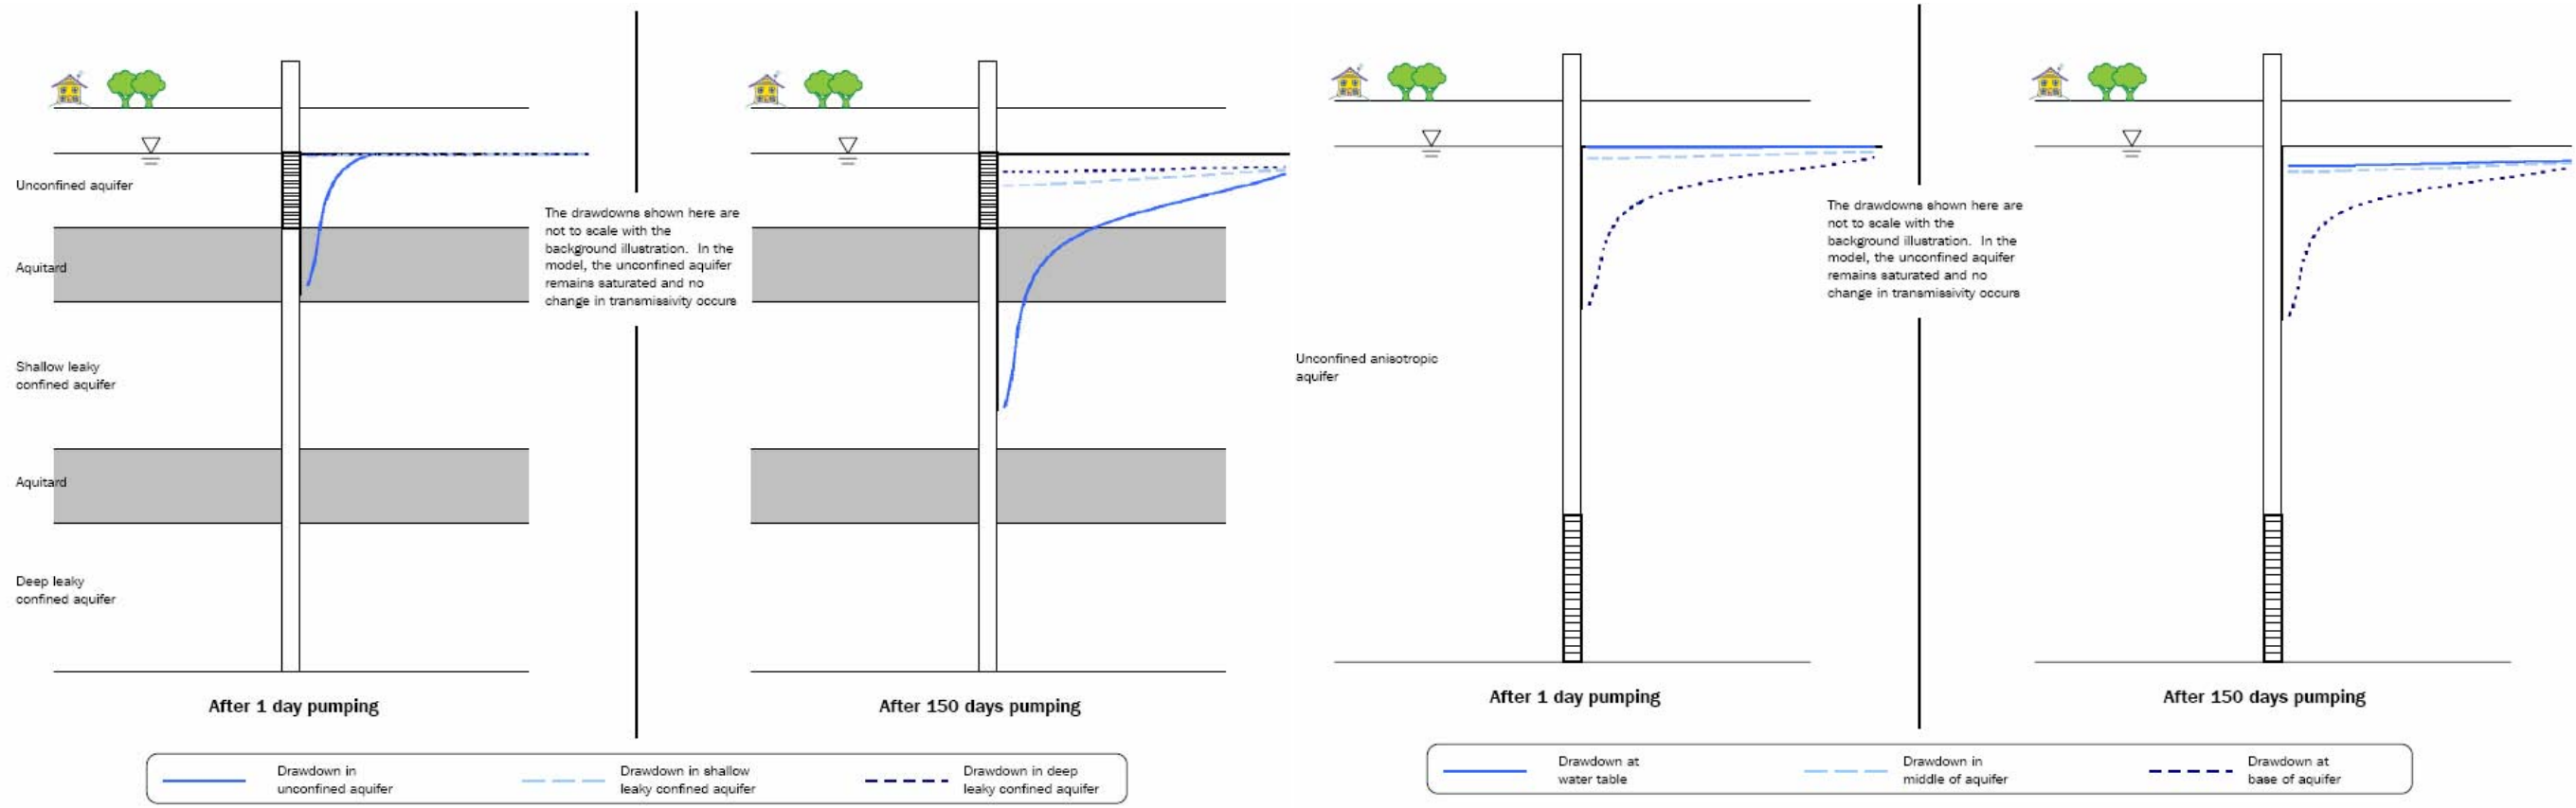 Unconfined aquifer
Aquitard
Shallow leaky
confined aquifer
Aquitard
Deep leaky
confined aquifer
The drawdowns shown here are
not to scale with the
background illustration. In the
model, the unconfined aquifer
remains saturated and no
change in transmissivity occurs
After 1 day pumping
After 150 days pumping
Drawdown in
unconfined aquifer
Drawdown in shallow
leaky confined aquifer
Drawdown in deep
leaky confined aquifer
Unconfined anisotropic
aquifer
The drawdowns shown here are
not to scale with the
background illustration. In the
model, the unconfined aquifer
remains saturated and no
change in transmissivity occurs
After 1 day pumping
After 150 days pumping
Drawdown at
water table
Drawdown in
middle of aquifer
Drawdown at
base of aquifer